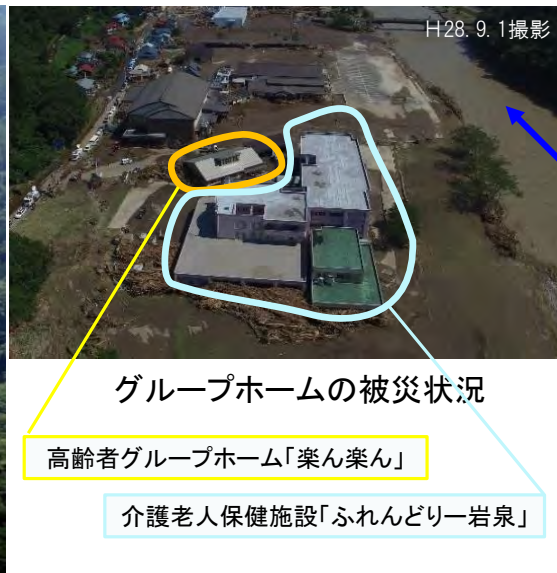 H28.9.1撮影
グループホームの被災状況
高齢者グループホーム「楽ん楽ん」
介護老人保健施設「ふれんどりー岩泉」